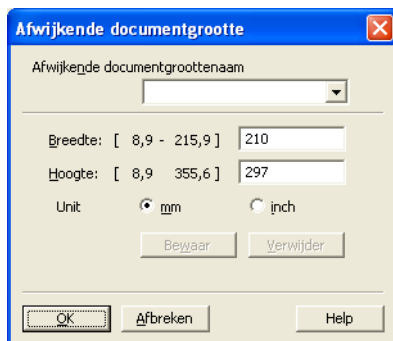 Afwijkende documentgrootte
Afwijkende documentgroottenaam
Breedte: [ 8,9 - 215,9 ] 210
Hoogte: [ 8,9 355,6 ] 297
Unit mm inch
Bewaar Verwijder
OK Afbreken Help